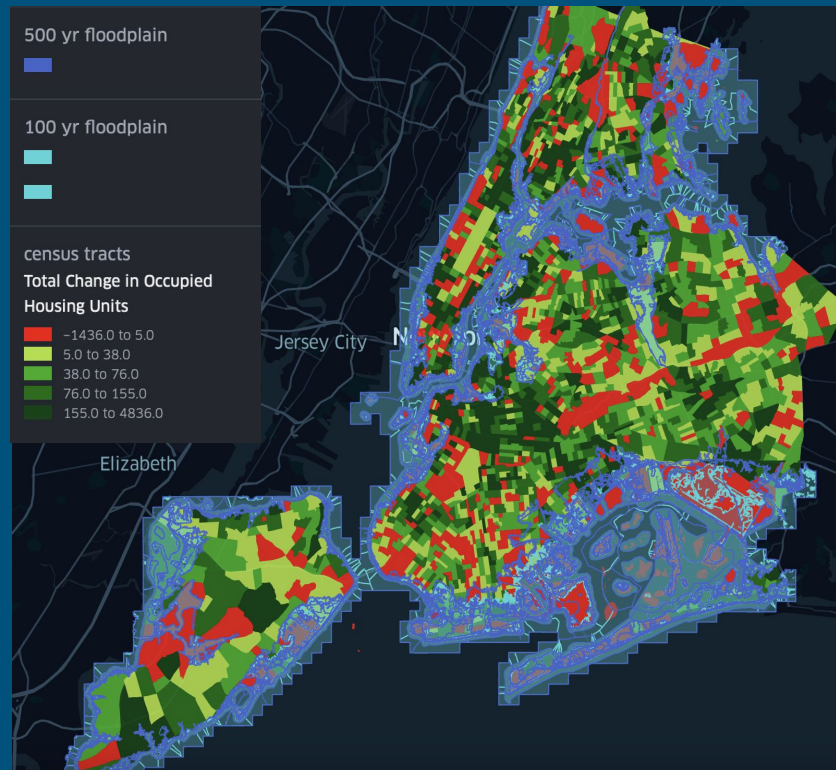 500 yr floodplain
100 yr floodplain
census tracts
Total Change in Occupied
Housing Units
−1436.0 to 5.0
5.0 to 38.0
38.0 to 76.0
76.0 to 155.0
155.0 to 4836.0
Jersey City
Elizabeth